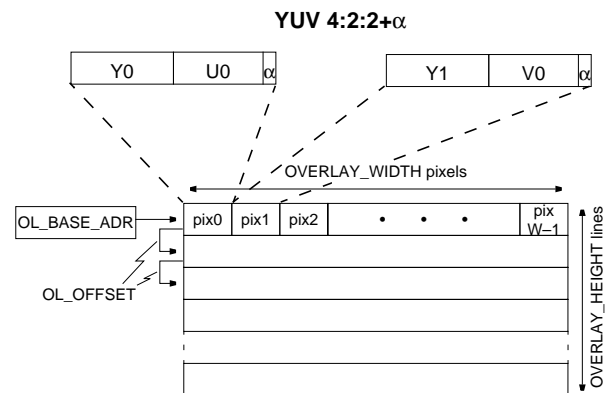 YUV 4:2:2+α
Y0 U0 α
Y1 V0 α
OVERLAY_WIDTH pixels
OL_BASE_ADR
pix0 pix1 pix2 • • • pix
W–1
OL_OFFSET
OVERLAY_HEIGHT lines